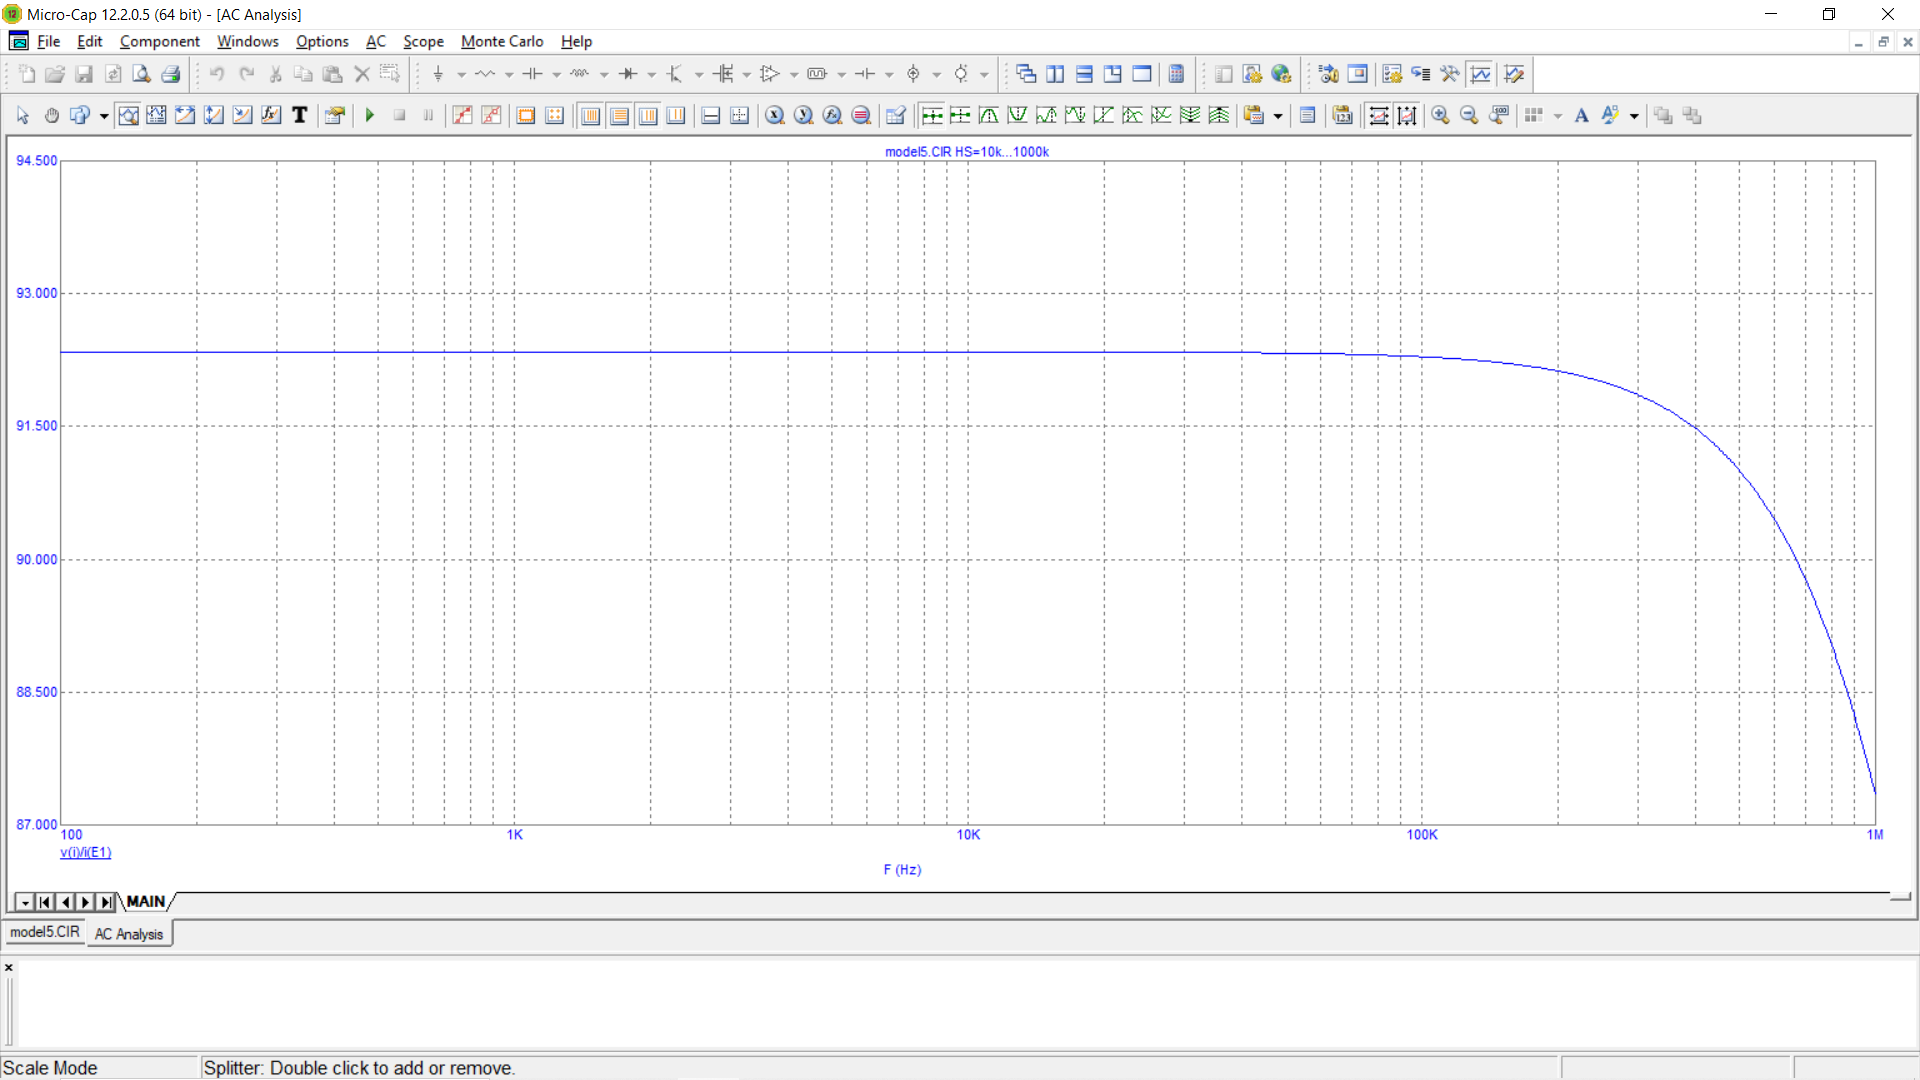 Micro-Cap 12.2.0.5 (64 bit) - [AC Analysis]
File Edit Component Windows Options AC Scope Monte Carlo Help
model5.CIR HS=10k...1000k
94.500
93.000
91.500
90.000
88.500
87.000
100 1K 10K 100K 1M
v(i)/i(E1)
F (Hz)
MAIN
model5.CIR AC Analysis
Scale Mode Splitter: Double click to add or remove.